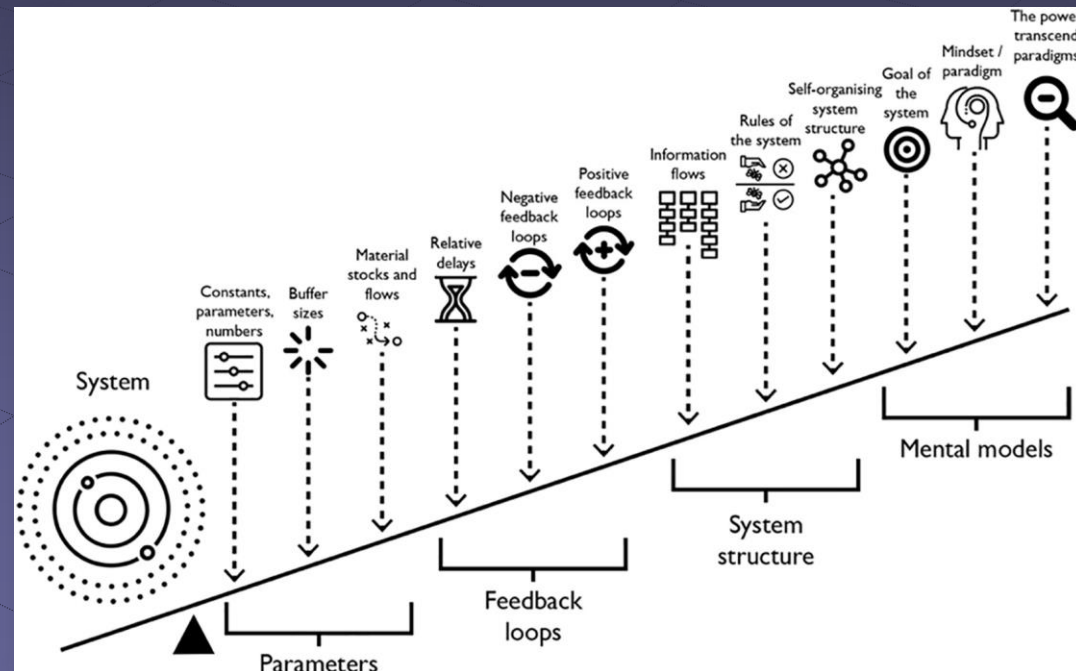 The power
transcend
paradigms
Mindset /
paradigm
Goal of
the
system
Self-organising
system
structure
Rules of
the system
Information
flows
Positive
feedback
loops
Negative
feedback
loops
Relative
delays
Material
stocks and
flows
Buffer
sizes
Constants,
parameters,
numbers
System
Mental models
System
structure
Feedback
loops
Parameters